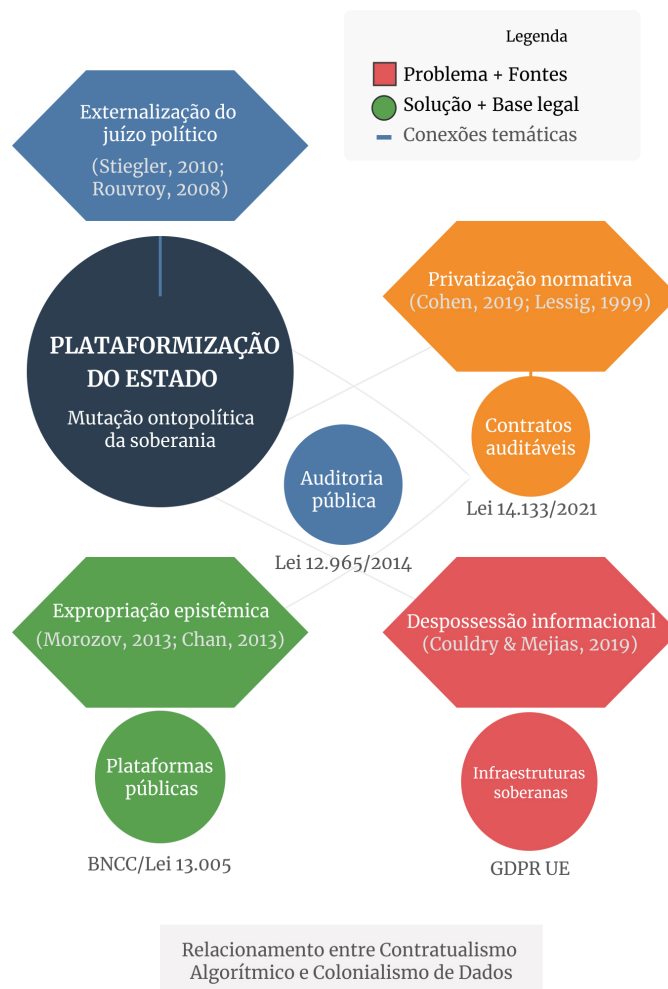 Legenda
Problema + Fontes
Solução + Base legal
Conexões temáticas
Externalização do
juízo político
(Stiegler, 2010;
Rouvroy, 2008)
PLATAFORMIZAÇÃO
DO ESTADO
Mutação ontopolítica
da soberania
Privatização normativa
(Cohen, 2019; Lessig, 1999)
Contratos
auditáveis
Lei 14.133/2021
Auditoria
pública
Lei 12.965/2014
Expropriação epistêmica
(Morozov, 2013; Chan, 2013)
Despossessão informacional
(Couldry & Mejias, 2019)
Plataformas
públicas
BNCC/Lei 13.005
Infraestruturas
soberanas
GDPR UE
Relacionamento entre Contratualismo
Algorítmico e Colonialismo de Dados